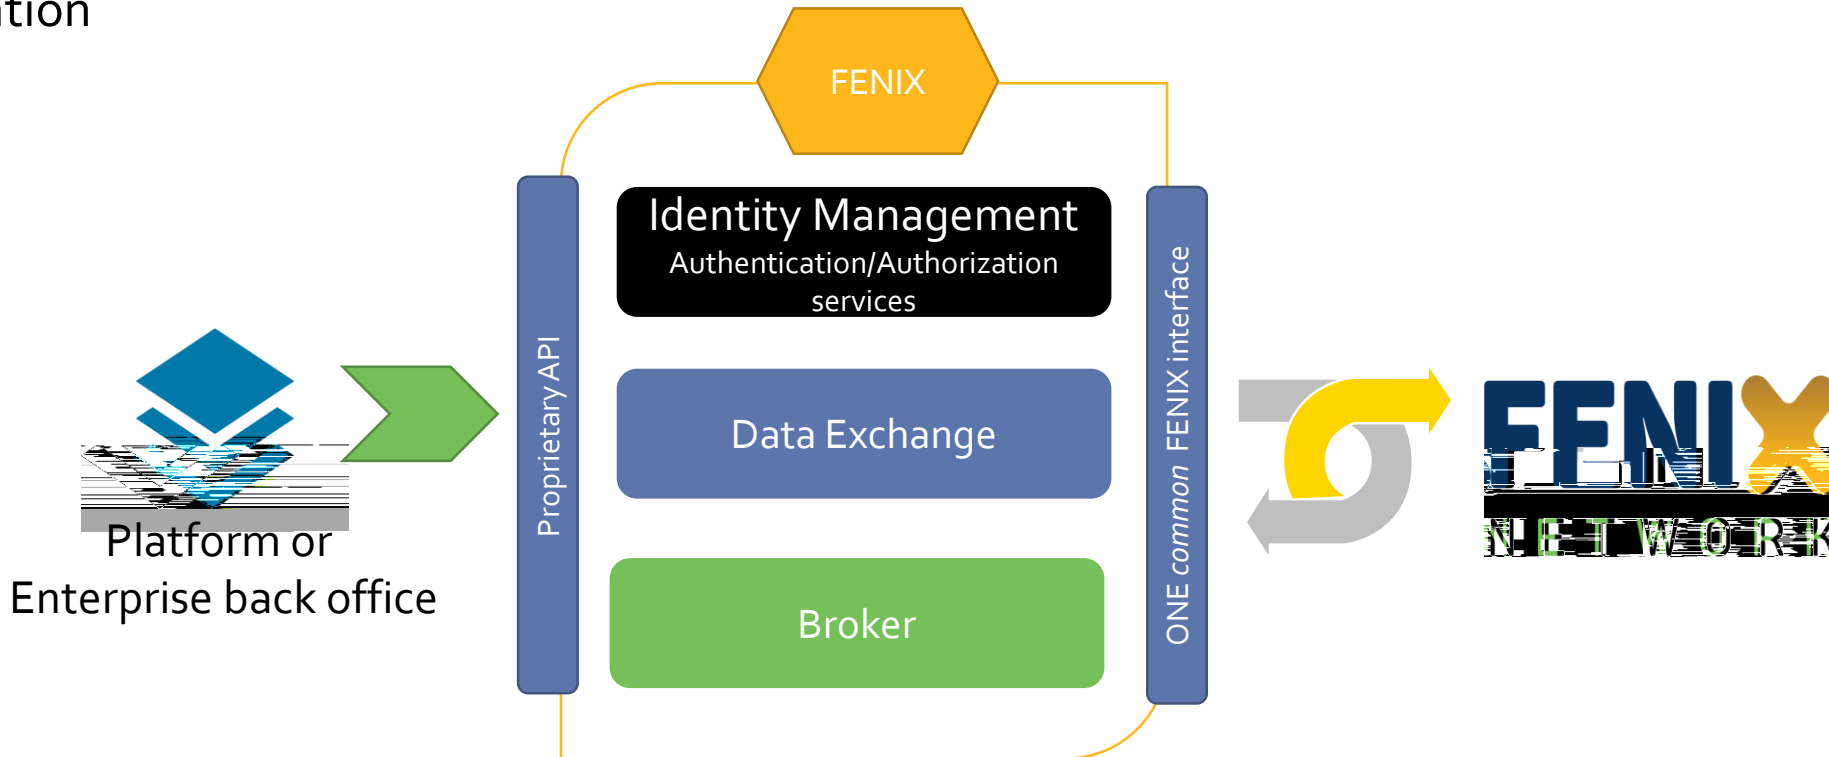 FENIX
Identity Management
Authentication/Authorization
services
Proprietary API
Data Exchange
ONE common FENIX interface
Broker
Platform or
Enterprise back office
FENIX
NETWORK